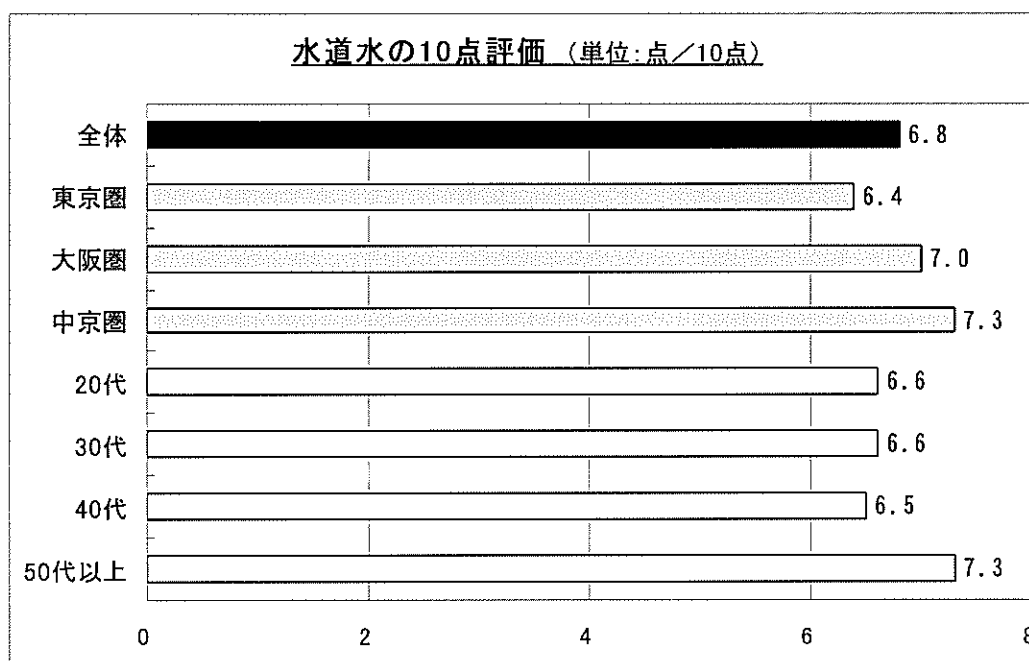 水道水の10点評価 (単位:点／10点)
全体 6.8
東京圏 6.4
大阪圏 7.0
中京圏 7.3
20代 6.6
30代 6.6
40代 6.5
50代以上 7.3
0 2 4 6 8